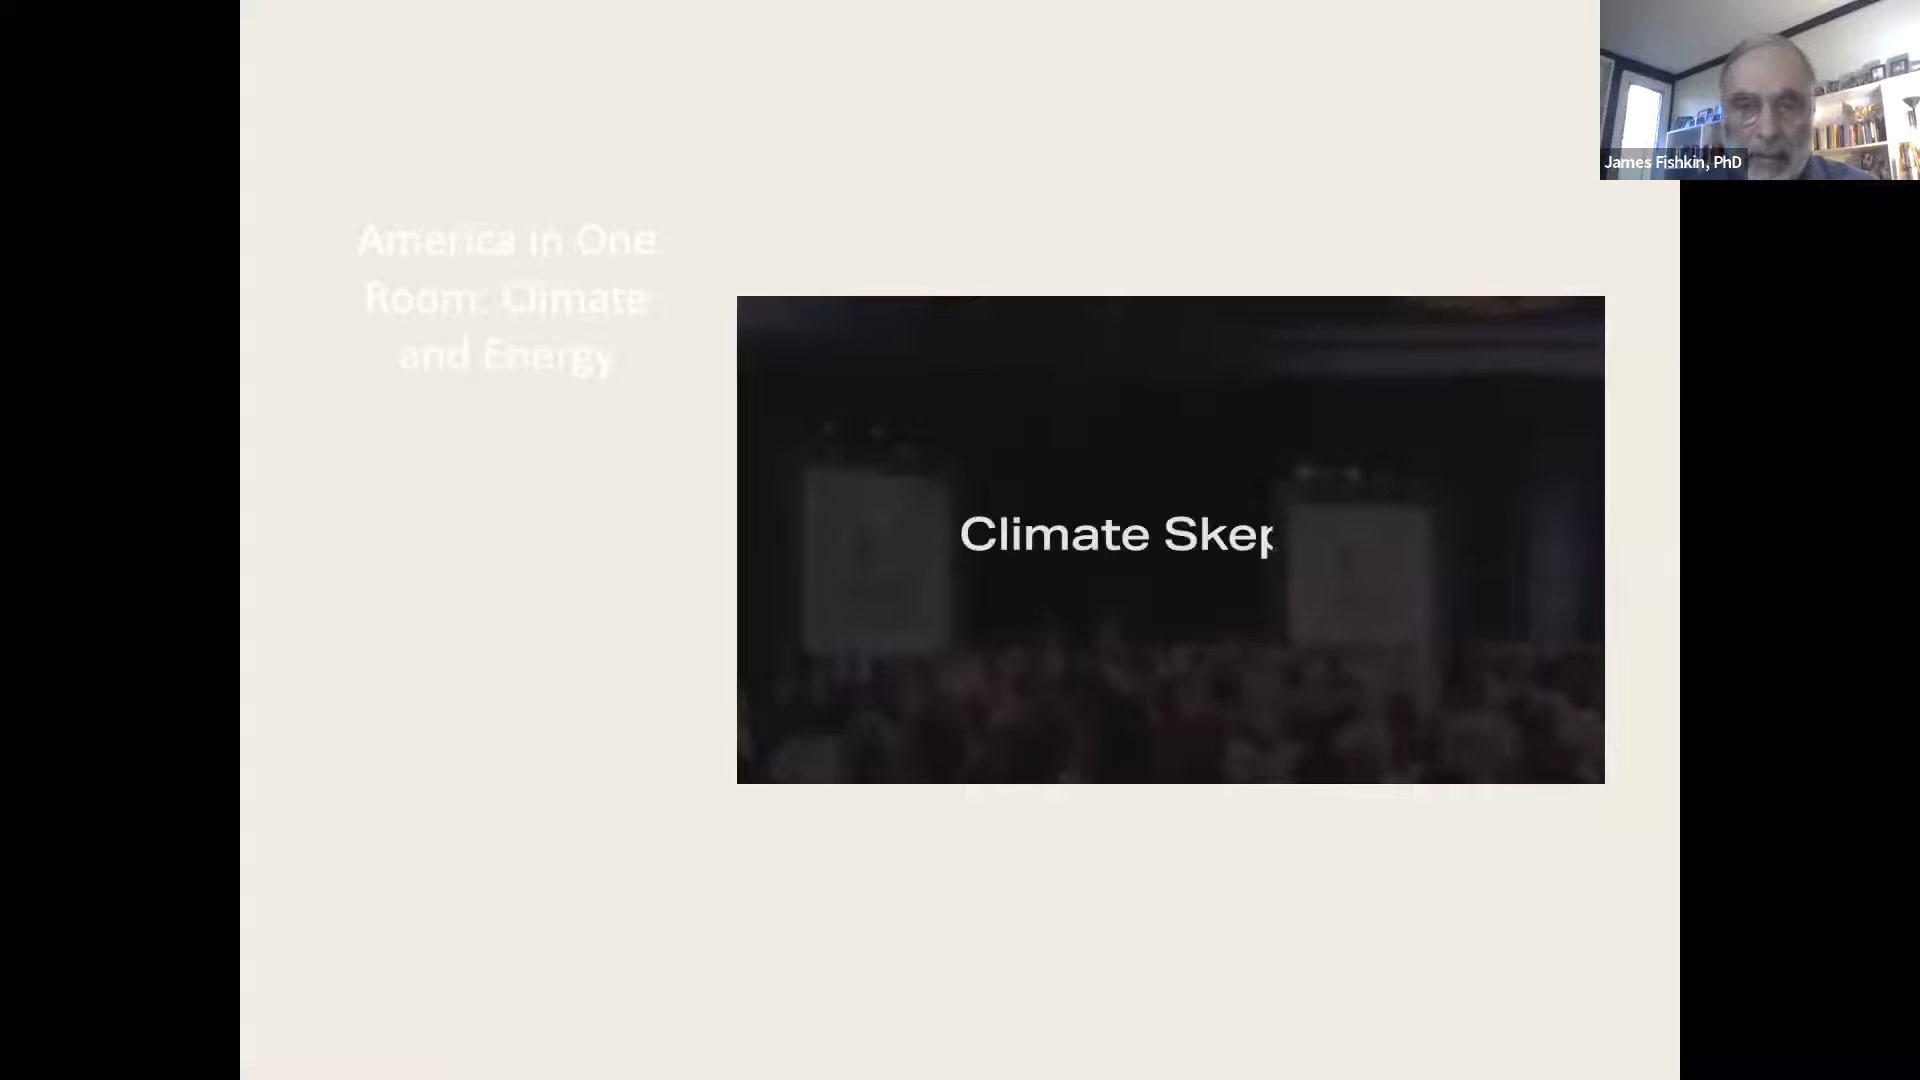 America in One
Room: Climate
and Energy
Climate Skep
James Fishkin, PhD